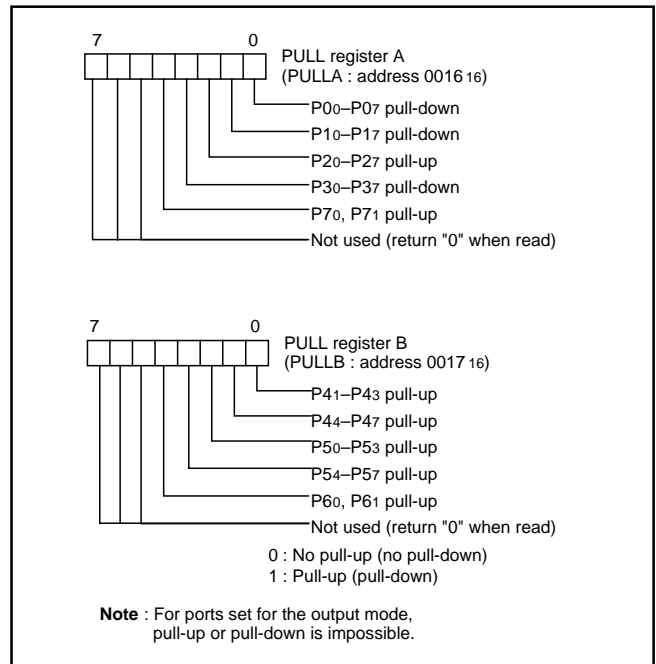 7 0
PULL register A
(PULLA : address 0016 16)
P00–P07 pull-down
P10–P17 pull-down
P20–P27 pull-up
P30–P37 pull-down
P70, P71 pull-up
Not used (return "0" when read)
7 0
PULL register B
(PULLB : address 0017 16)
P41–P43 pull-up
P44–P47 pull-up
P50–P53 pull-up
P54–P57 pull-up
P60, P61 pull-up
Not used (return "0" when read)
0 : No pull-up (no pull-down)
1 : Pull-up (pull-down)
Note : For ports set for the output mode,
pull-up or pull-down is impossible.